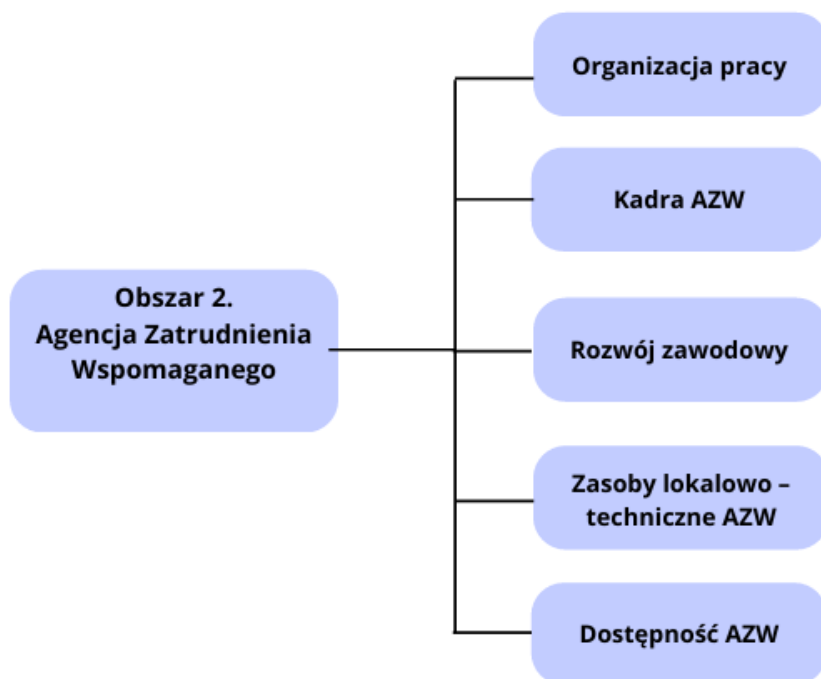 Obszar 2.
Agencja Zatrudnienia
Wspomaganego
Organizacja pracy
Kadra AZW
Rozwój zawodowy
Zasoby lokalowo –
techniczne AZW
Dostępność AZW